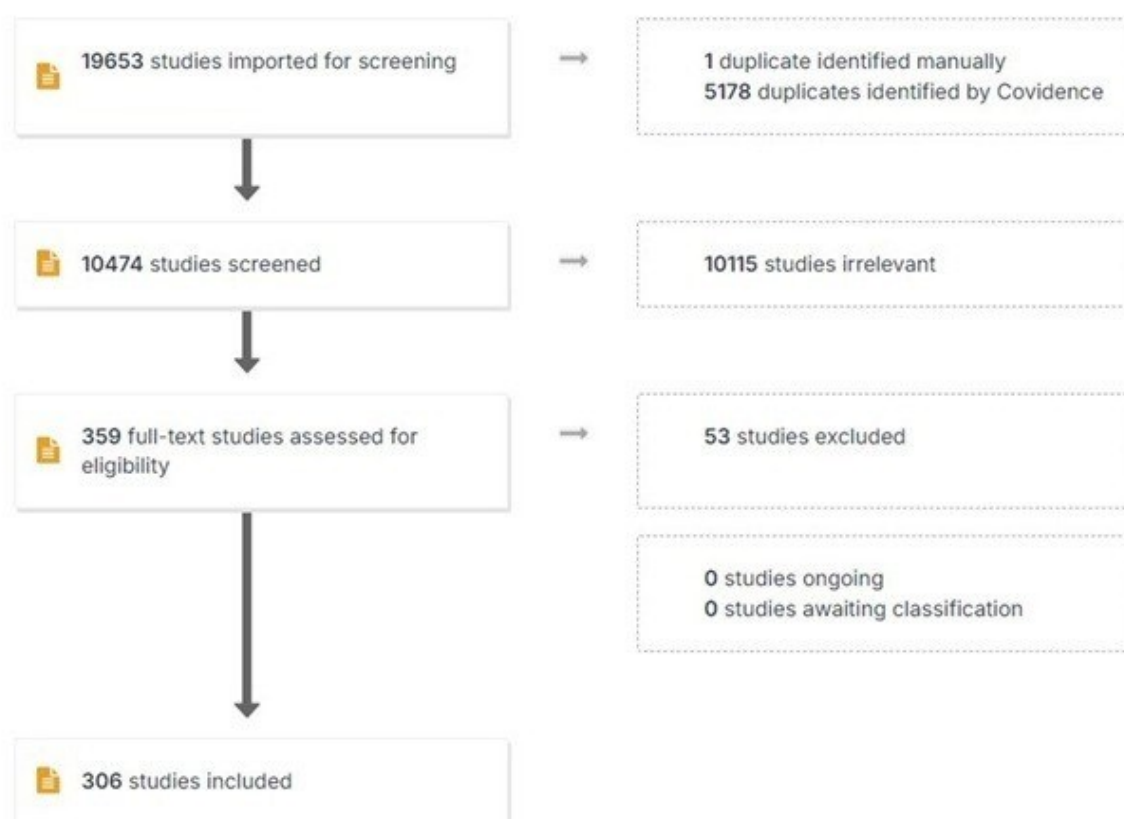 19653 studies imported for screening
1 duplicate identified manually
5178 duplicates identified by Covidence
10474 studies screened
10115 studies irrelevant
359 full-text studies assessed for
eligibility
53 studies excluded
0 studies ongoing
0 studies awaiting classification
306 studies included